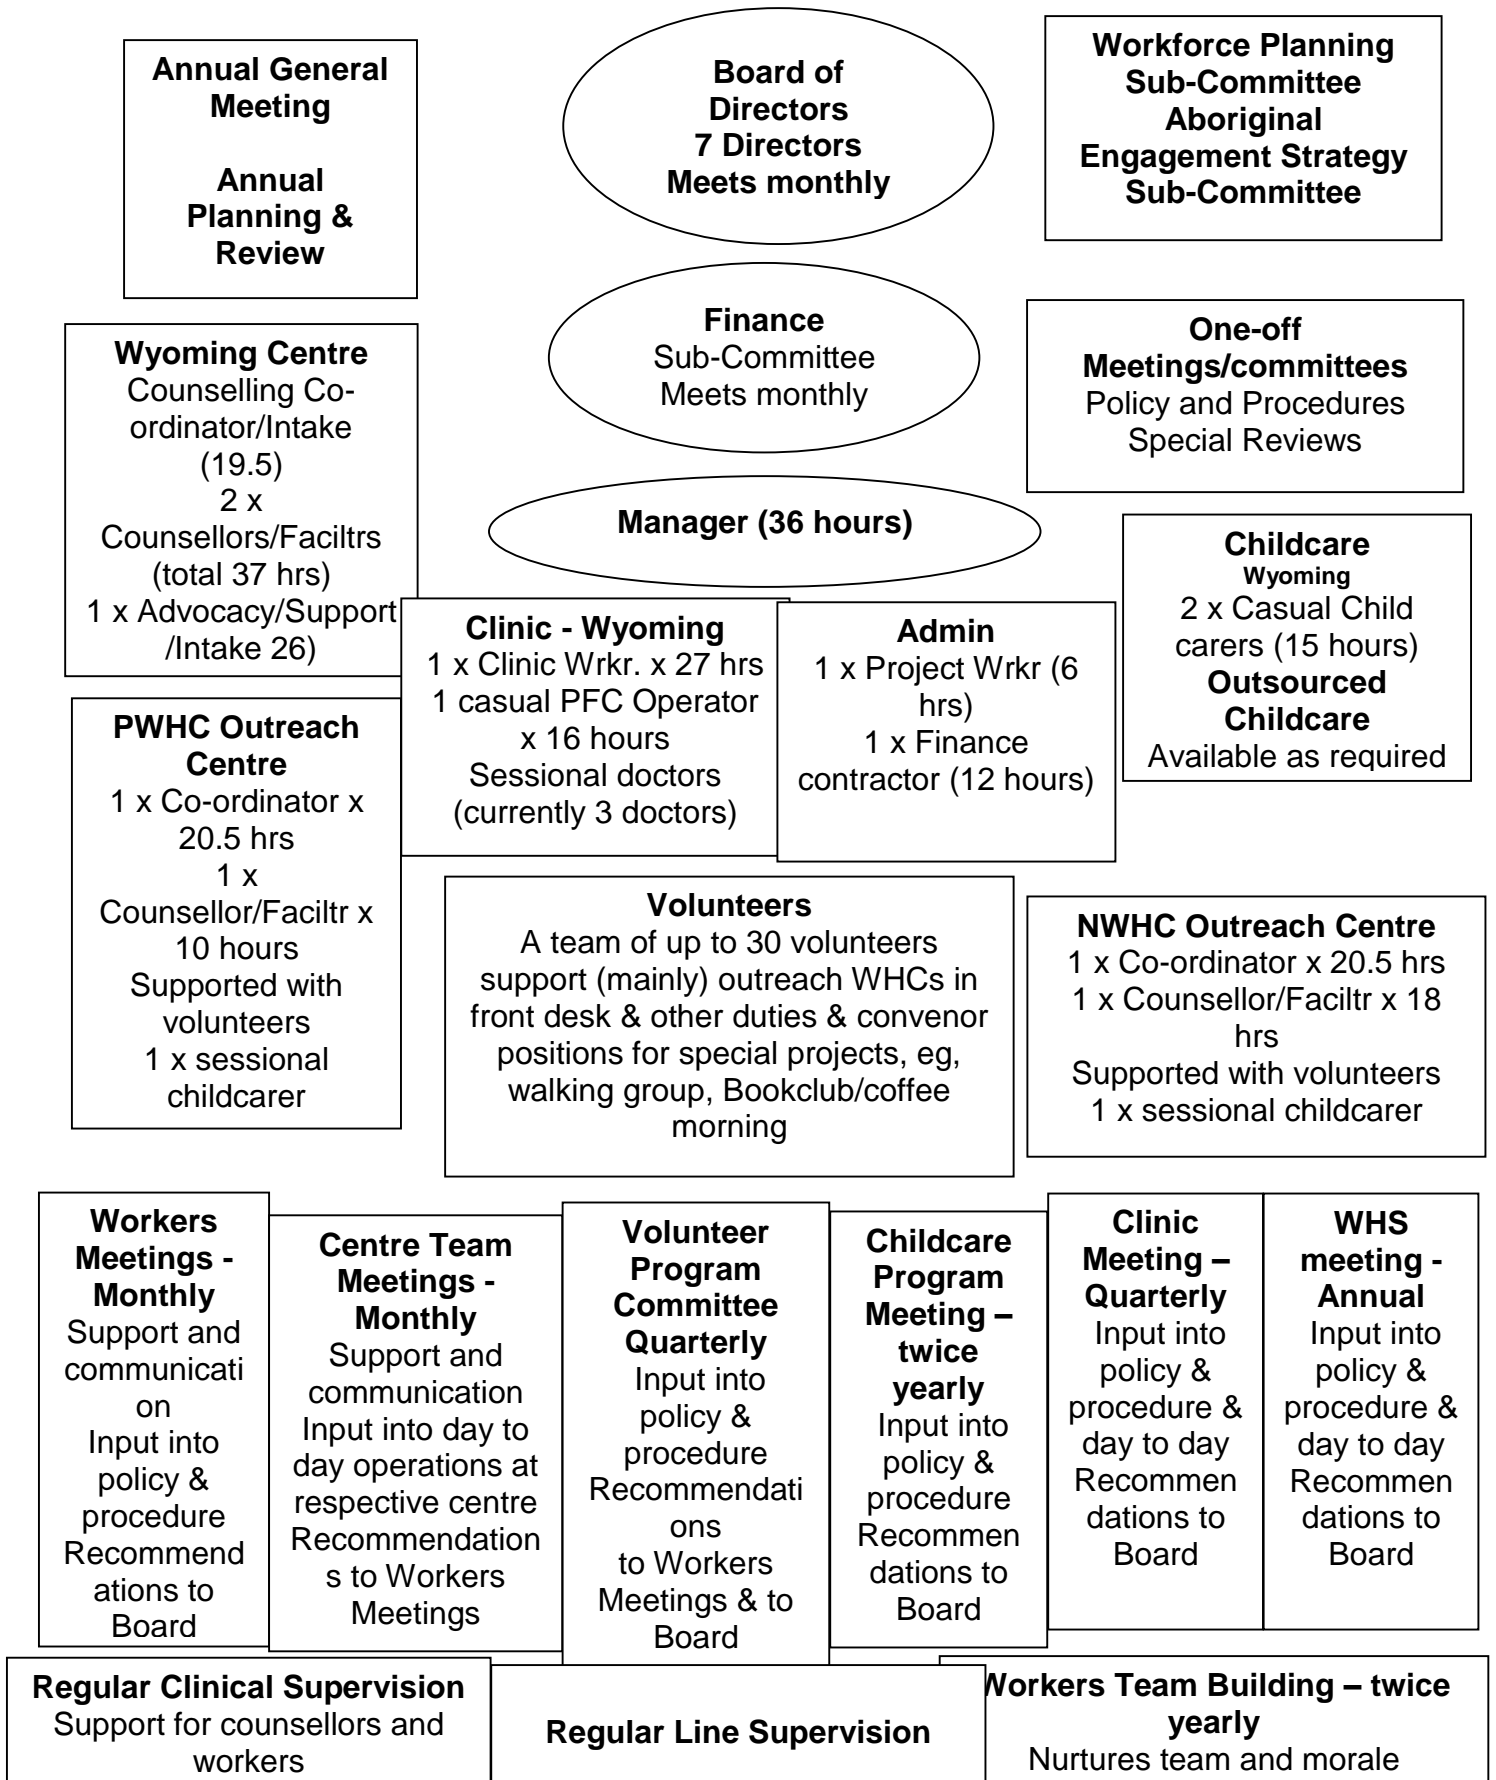 Annual General
Meeting
Annual
Planning &
Review
Board of
Directors
7 Directors
Meets monthly
Workforce Planning
Sub-Committee
Aboriginal
Engagement Strategy
Sub-Committee
Finance
Sub-Committee
Meets monthly
One-off
Meetings/committees
Policy and Procedures
Special Reviews
Wyoming Centre
Counselling Co-
ordinator/Intake
(19.5)
2 x
Counsellors/Faciltrs
(total 37 hrs)
1 x Advocacy/Support
/Intake 26)
Manager (36 hours)
Childcare
Wyoming
2 x Casual Child
carers (15 hours)
Outsourced
Childcare
Available as required
Clinic - Wyoming
1 x Clinic Wrkr. x 27 hrs
1 casual PFC Operator
x 16 hours
Sessional doctors
(currently 3 doctors)
Admin
1 x Project Wrkr (6
hrs)
1 x Finance
contractor (12 hours)
PWHC Outreach
Centre
1 x Co-ordinator x
20.5 hrs
1 x
Counsellor/Faciltr x
10 hours
Supported with
volunteers
1 x sessional
childcarer
Volunteers
A team of up to 30 volunteers
support (mainly) outreach WHCs in
front desk & other duties & convenor
positions for special projects, eg,
walking group, Bookclub/coffee
morning
NWHC Outreach Centre
1 x Co-ordinator x 20.5 hrs
1 x Counsellor/Faciltr x 18
hrs
Supported with volunteers
1 x sessional childcarer
Workers
Meetings -
Monthly
Support and
communicati
on
Input into
policy &
procedure
Recommend
ations to
Board
Centre Team
Meetings -
Monthly
Support and
communication
Input into day to
day operations at
respective centre
Recommendation
s to Workers
Meetings
Volunteer
Program
Committee
Quarterly
Input into
policy &
procedure
Recommendati
ons
to Workers
Meetings & to
Board
Childcare
Program
Meeting –
twice
yearly
Input into
policy &
procedure
Recommen
dations to
Board
Clinic
Meeting –
Quarterly
Input into
policy &
procedure &
day to day
Recommen
dations to
Board
WHS
meeting -
Annual
Input into
policy &
procedure &
day to day
Recommen
dations to
Board
Regular Clinical Supervision
Support for counsellors and
workers
Regular Line Supervision
Workers Team Building – twice
yearly
Nurtures team and morale